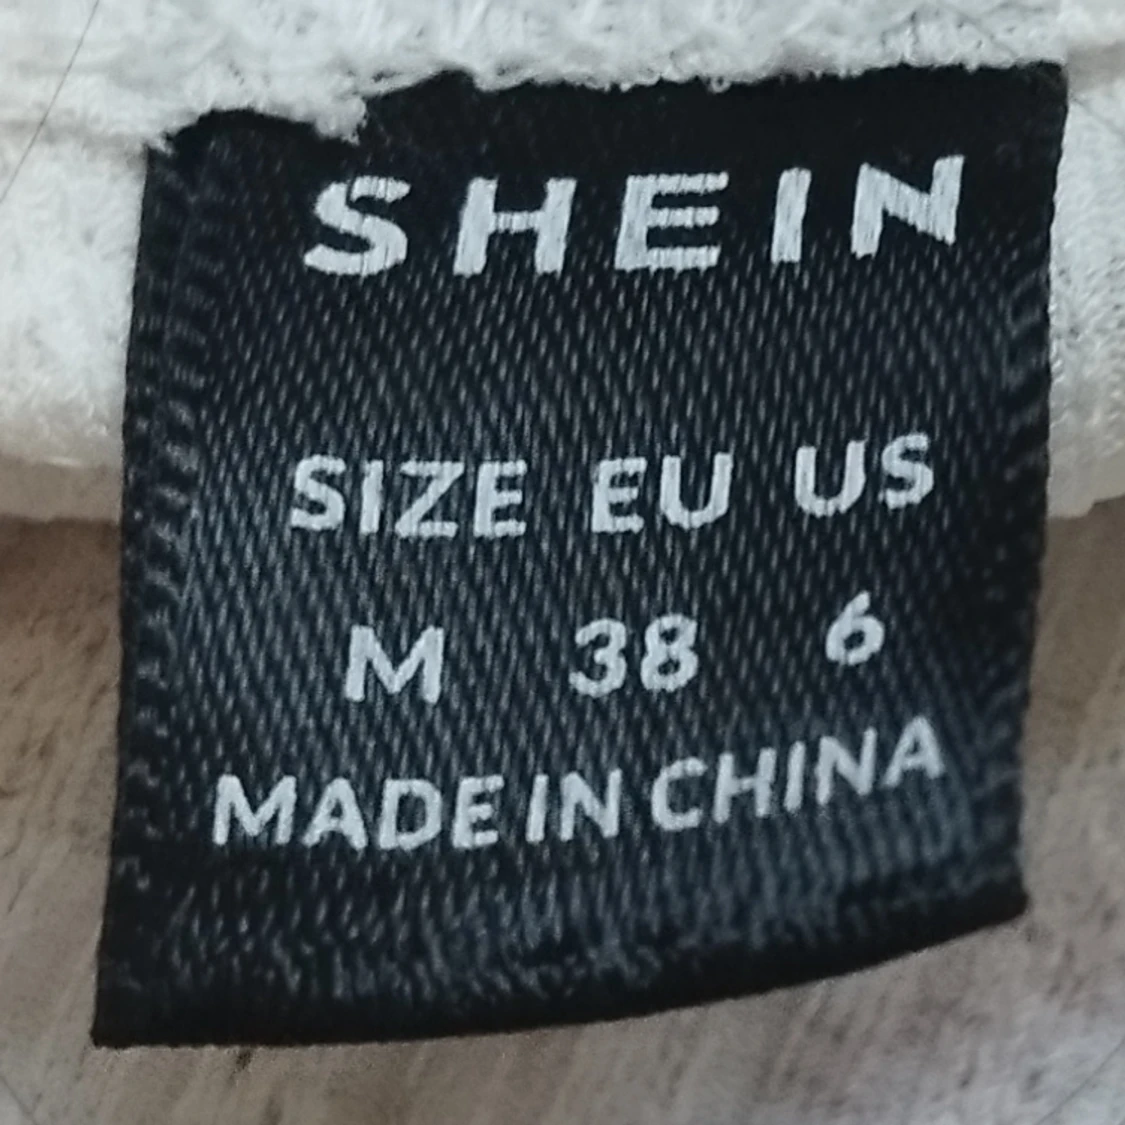 SHEIN
SIZE EU US
M 38 6
MADE IN CHINA